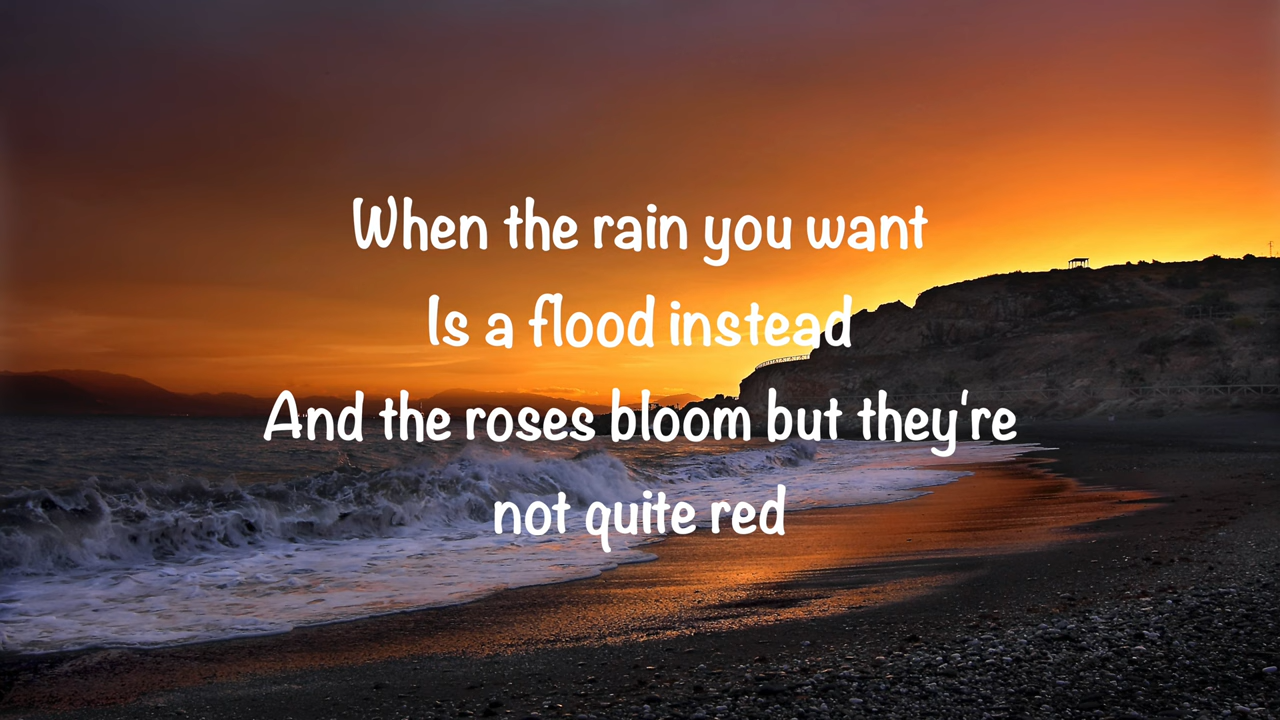 When the rain you want
Is a flood instead
And the roses bloom but they're
not quite red